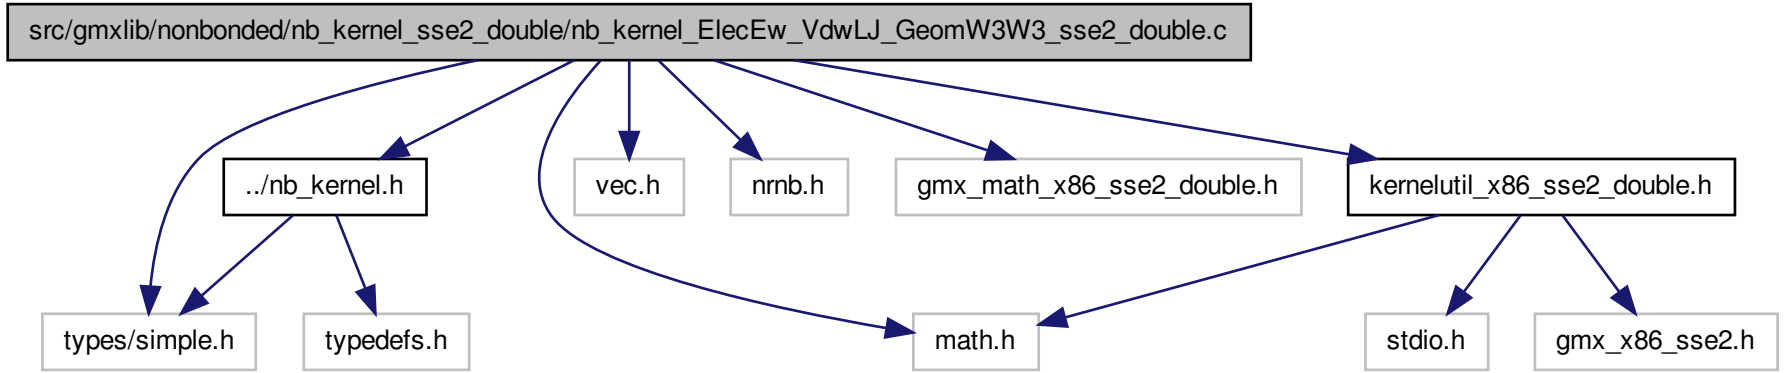 src/gmxlib/nonbonded/nb_kernel_sse2_double/nb_kernel_ElecEw_VdwLJ_GeomW3W3_sse2_double.c
../nb_kernel.h
vec.h
nrnb.h
gmx_math_x86_sse2_double.h
kernelutil_x86_sse2_double.h
types/simple.h
typedefs.h
math.h
stdio.h
gmx_x86_sse2.h